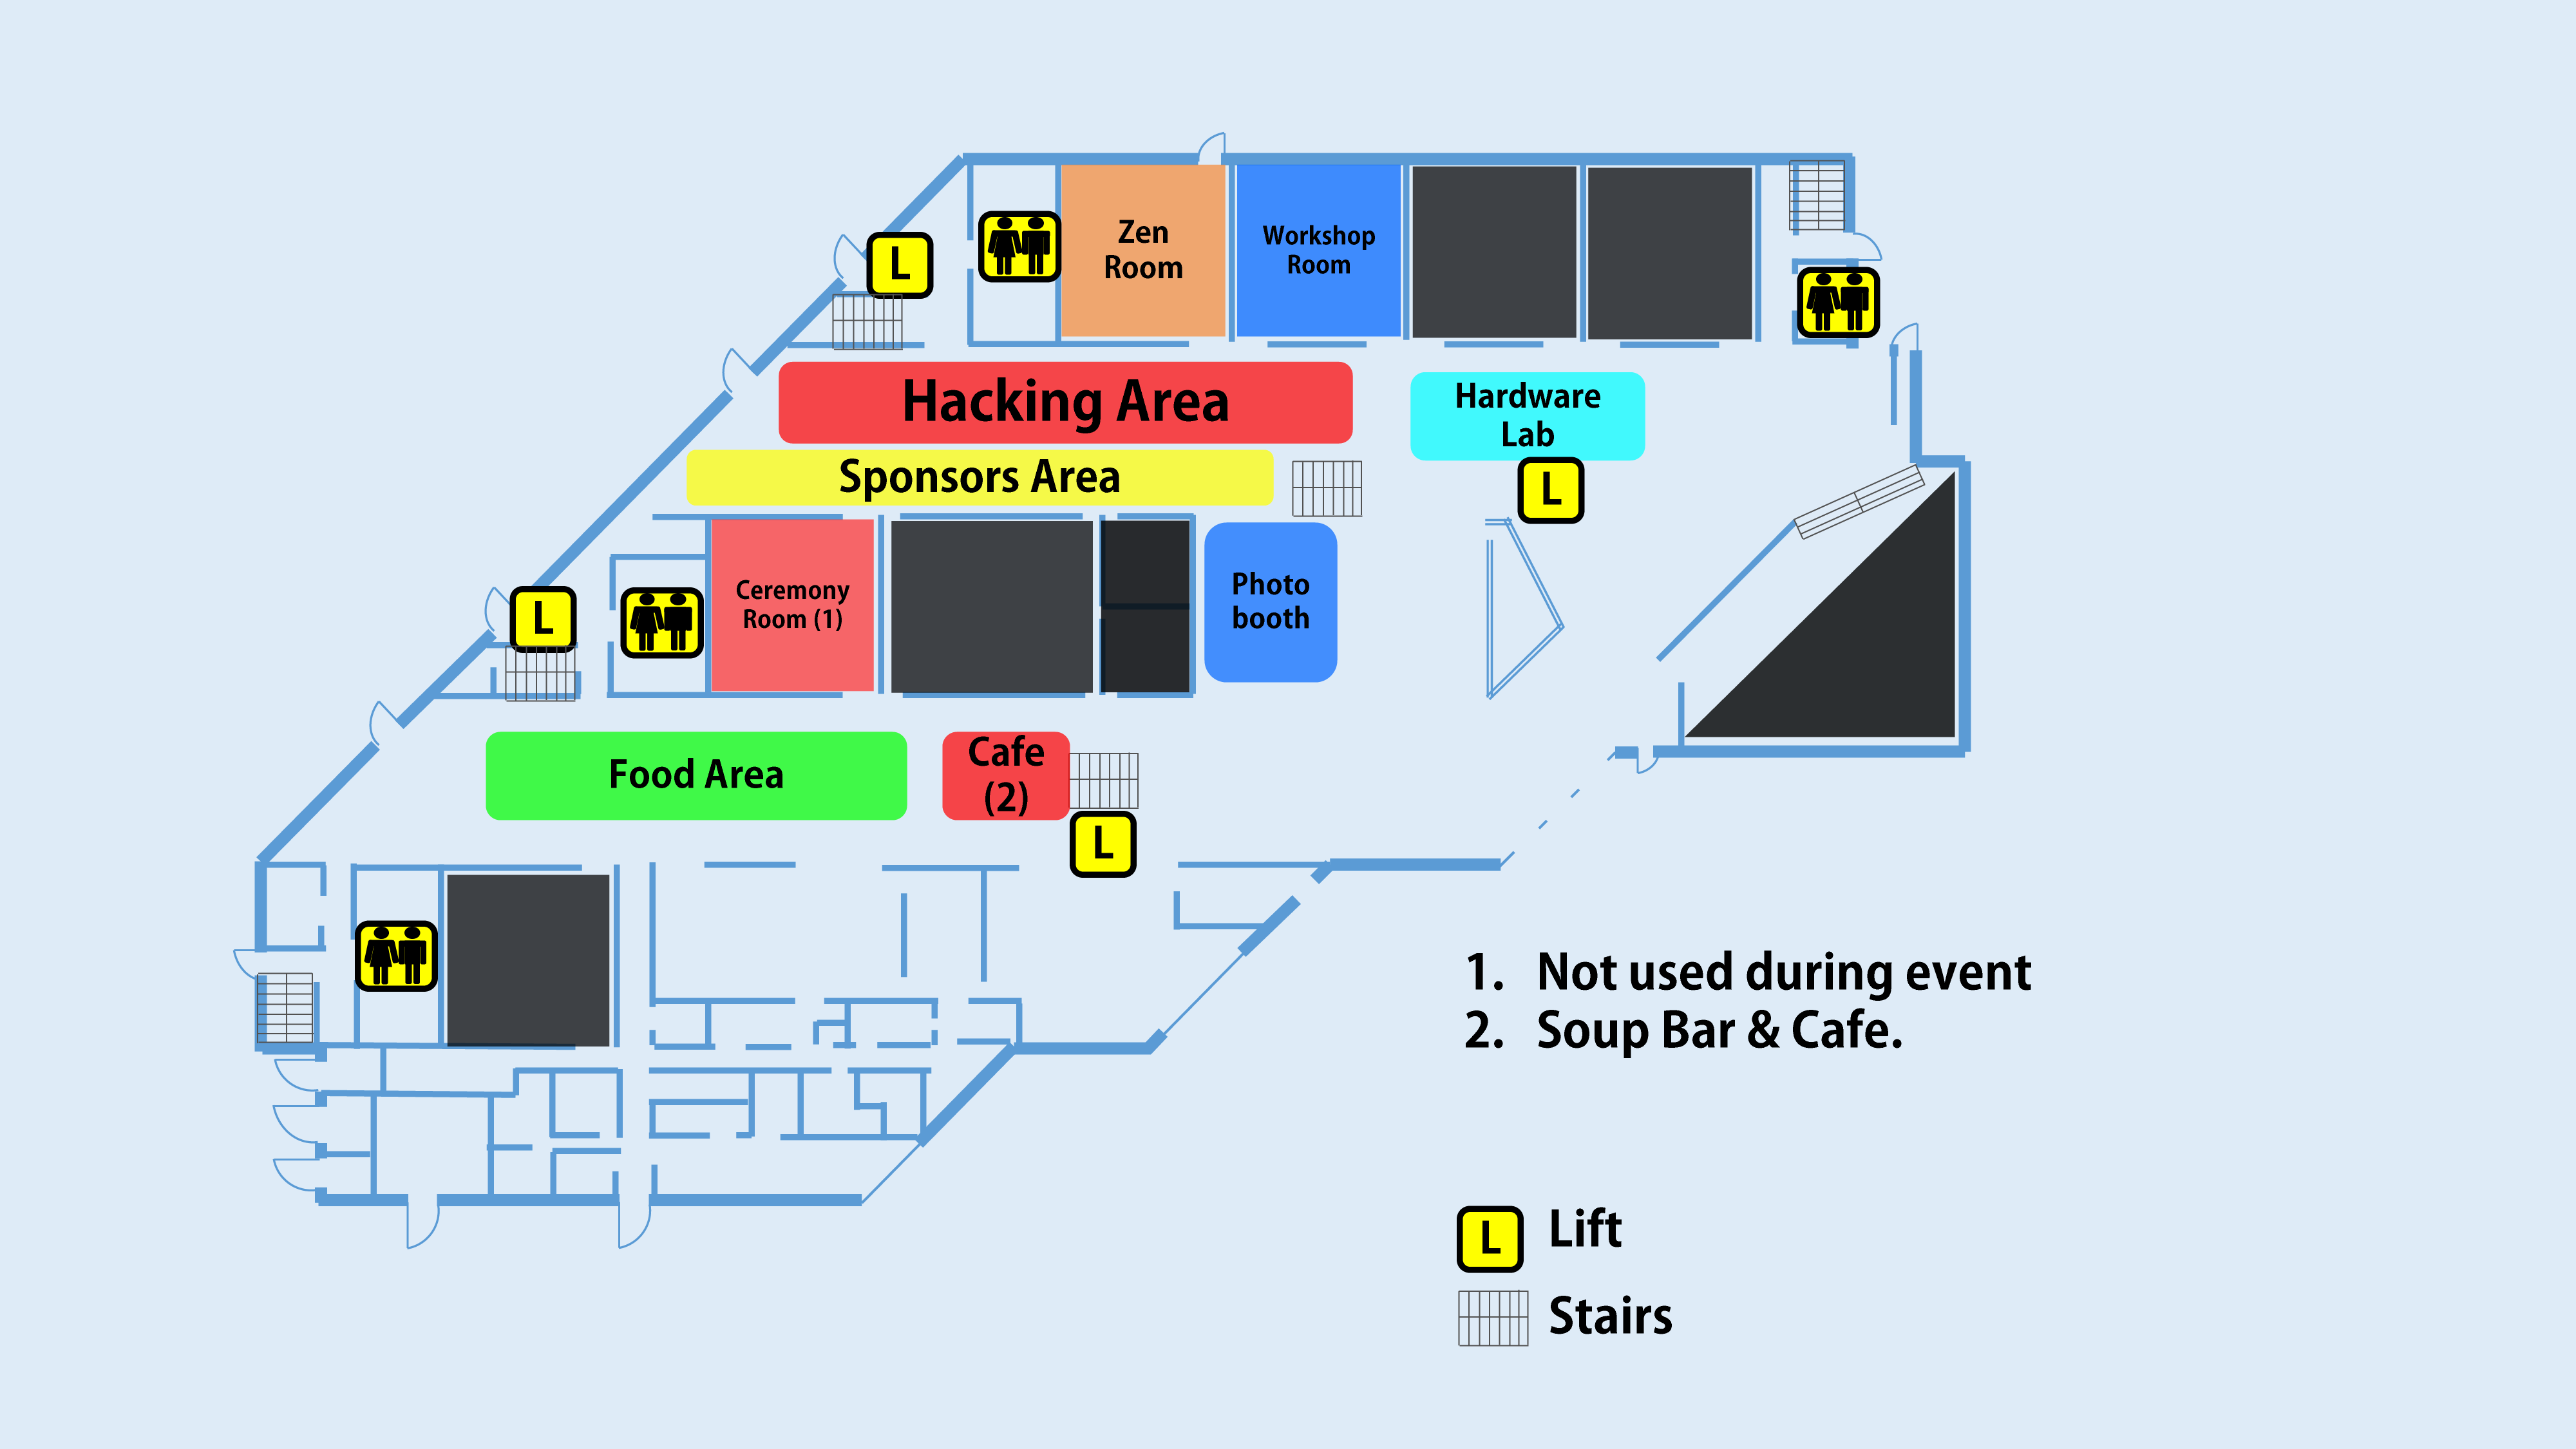 Zen
Room
Workshop
Room
L
Hacking Area
Hardware
Lab
Sponsors Area
L
Ceremony
Room (1)
Photo
booth
L
Food Area
Cafe
(2)
L
1. Not used during event
2. Soup Bar & Cafe.
L Lift
Stairs